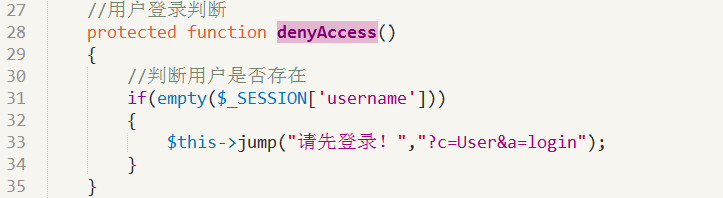 27 //用户登录判断
28 protected function denyAccess()
29 {
30 //判断用户是否存在
31 if(empty($_SESSION['username']))
32 {
33 $this->jump("请先登录！","?c=User&a=login");
34 }
35 }